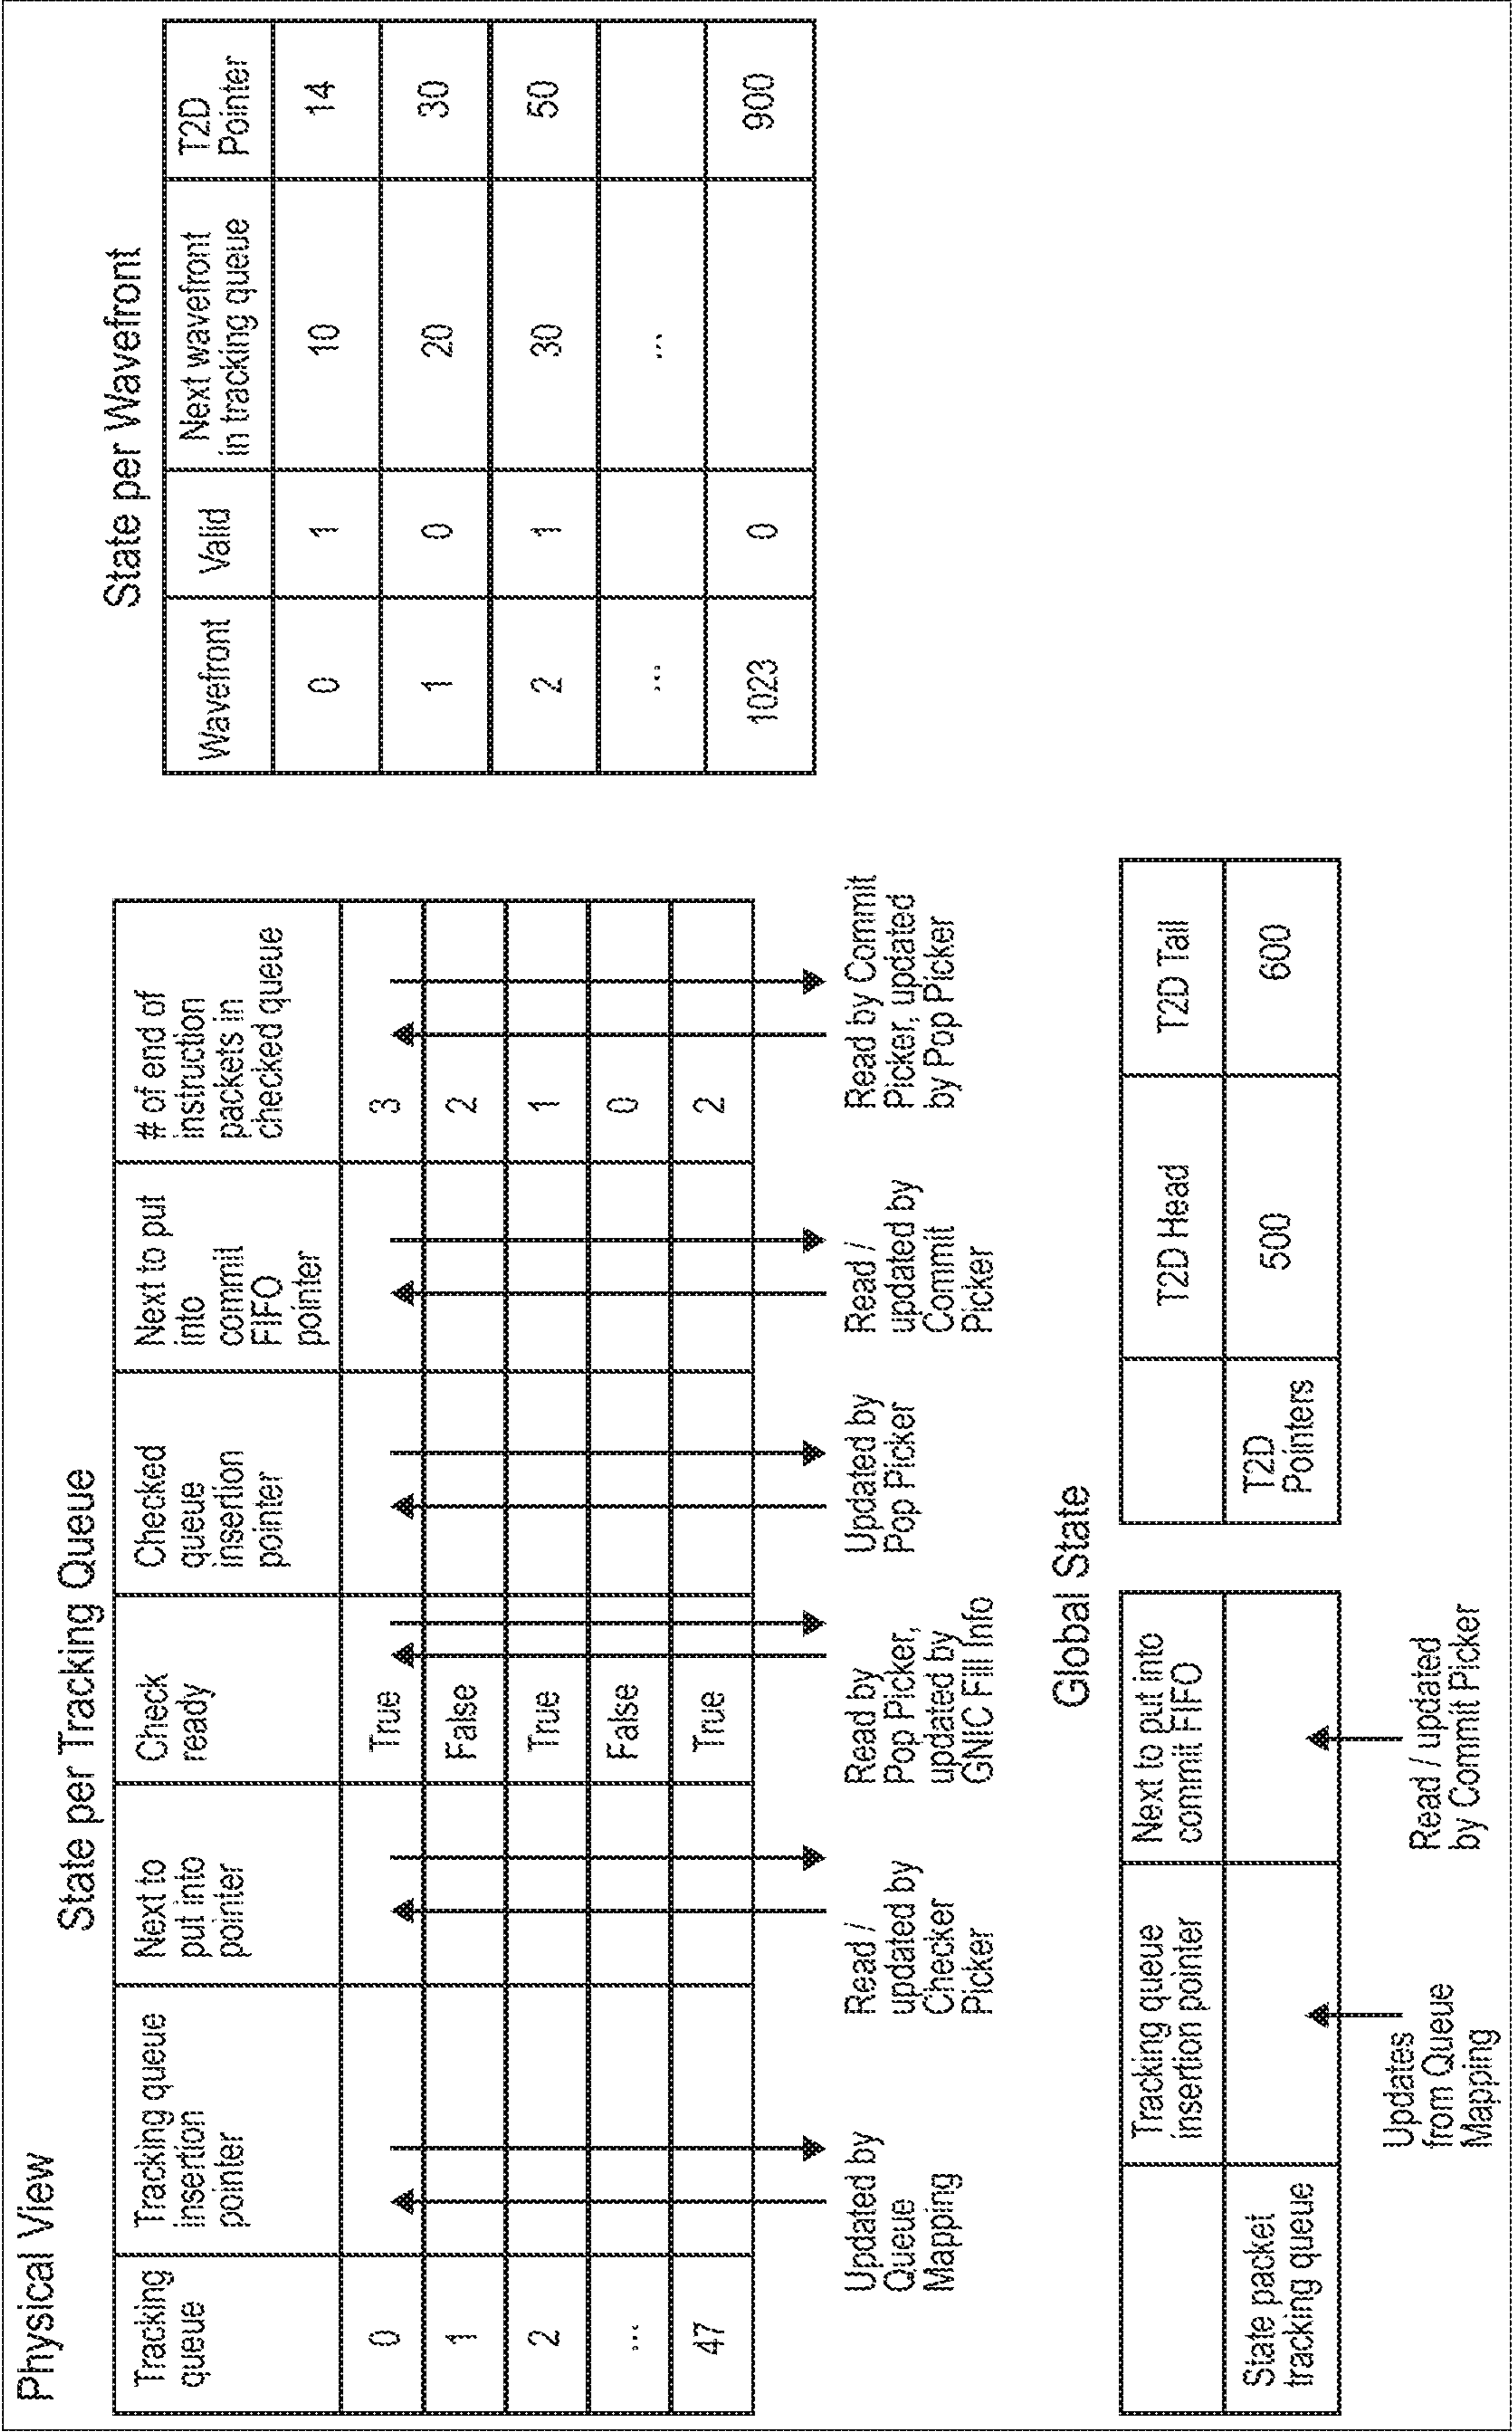 Physical View
State per Tracking Queue
Tracking
queue
Tracking queue
insertion
pointer
Next to
put into
pointer
Check
ready
Checked
queue
insertion
pointer
Next to put
into
commit
FIFO
pointer
# of end of
instruction
packets in
checked queue
0
True
3
1
False
2
2
True
1
...
False
0
47
True
2
Updated by
Queue
Mapping
Read /
updated by
Checker
Picker
Read by
Pop Picker,
updated by
GNIC Fill Info
Updated by
Pop Picker
Read /
updated by
Commit
Picker
Read by Commit
Picker, updated
by Pop Picker
State per Wavefront
Wavefront
Valid
Next wavefront
in tracking queue
T2D
Pointer
0
1
10
14
1
0
20
30
2
1
30
50
...
...
1023
0
900
Global State
Tracking queue
insertion pointer
Next to put into
commit FIFO
State packet
tracking queue
Updates
from Queue
Mapping
Read / updated
by Commit Picker
T2D Head
T2D Tail
T2D
Pointers
500
600